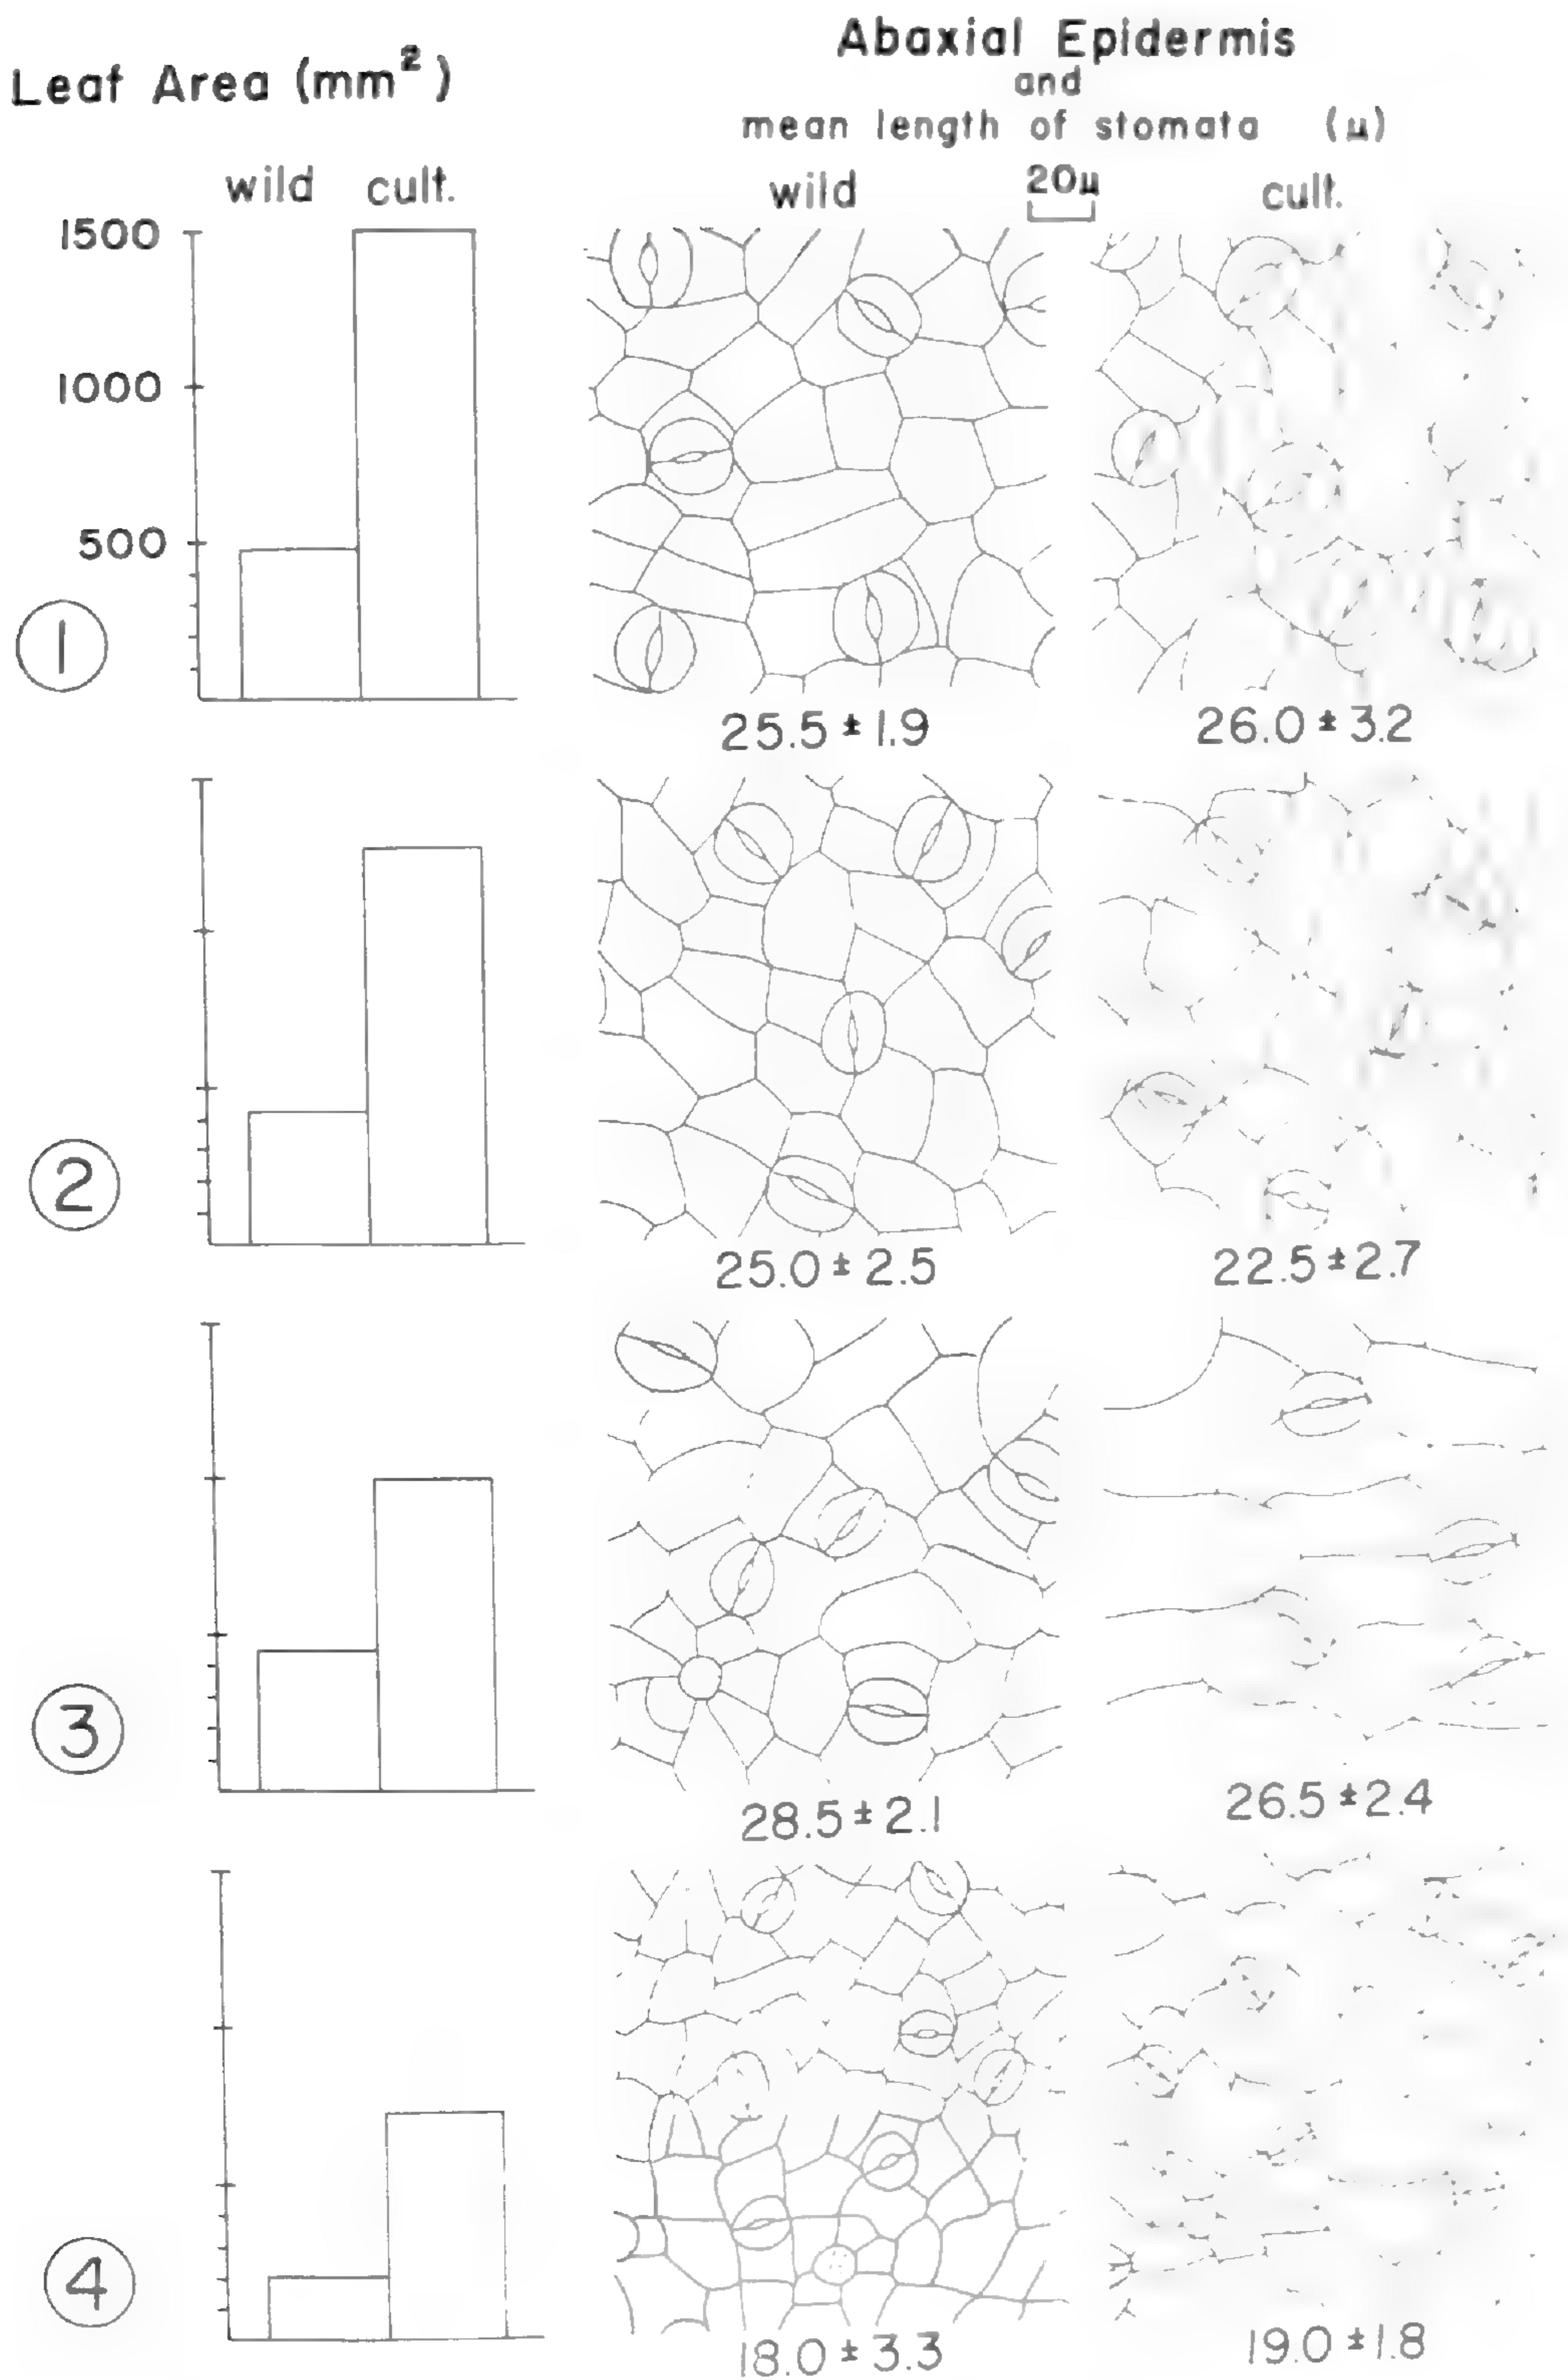 Leaf Area (mm²)
Abaxial Epidermis
and
mean length of stomata (µ)
wild cult.
wild
20µ
cult.
1500
1000
500
1
25.5 ± 1.9
26.0 ± 3.2
2
25.0 ± 2.5
22.5 ± 2.7
3
28.5 ± 2.1
26.5 ± 2.4
4
18.0 ± 3.3
19.0 ± 1.8